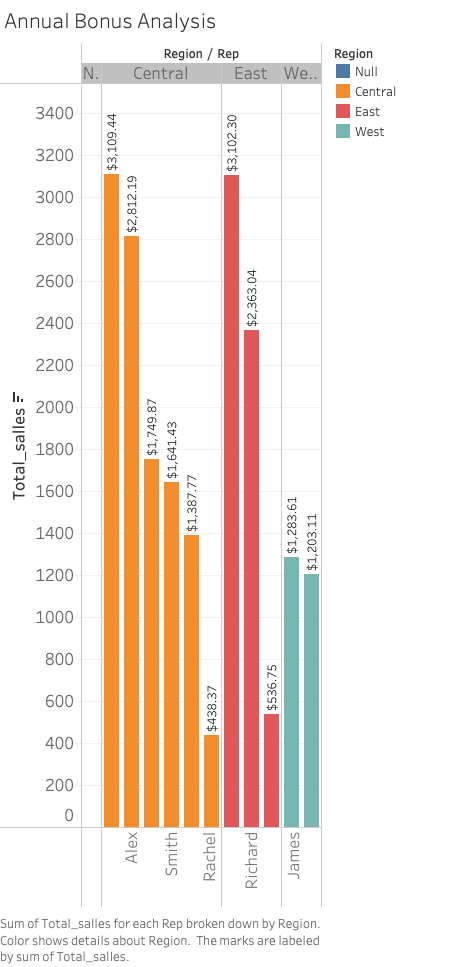 Annual Bonus Analysis
Region / Rep
N. Central East We..
Region
Null
Central
East
West
3400
3200
3000
2800
2600
2400
2200
2000
1800
1600
1400
1200
1000
800
600
400
200
0
Total_salles
$3,109.44
$2,812.19
$1,749.87
$1,641.43
$1,387.77
$438.37
$3,102.30
$2,363.04
$536.75
$1,283.61
$1,203.11
Alex
Smith
Rachel
Richard
James
Sum of Total_salles for each Rep broken down by Region.
Color shows details about Region. The marks are labeled
by sum of Total_salles.